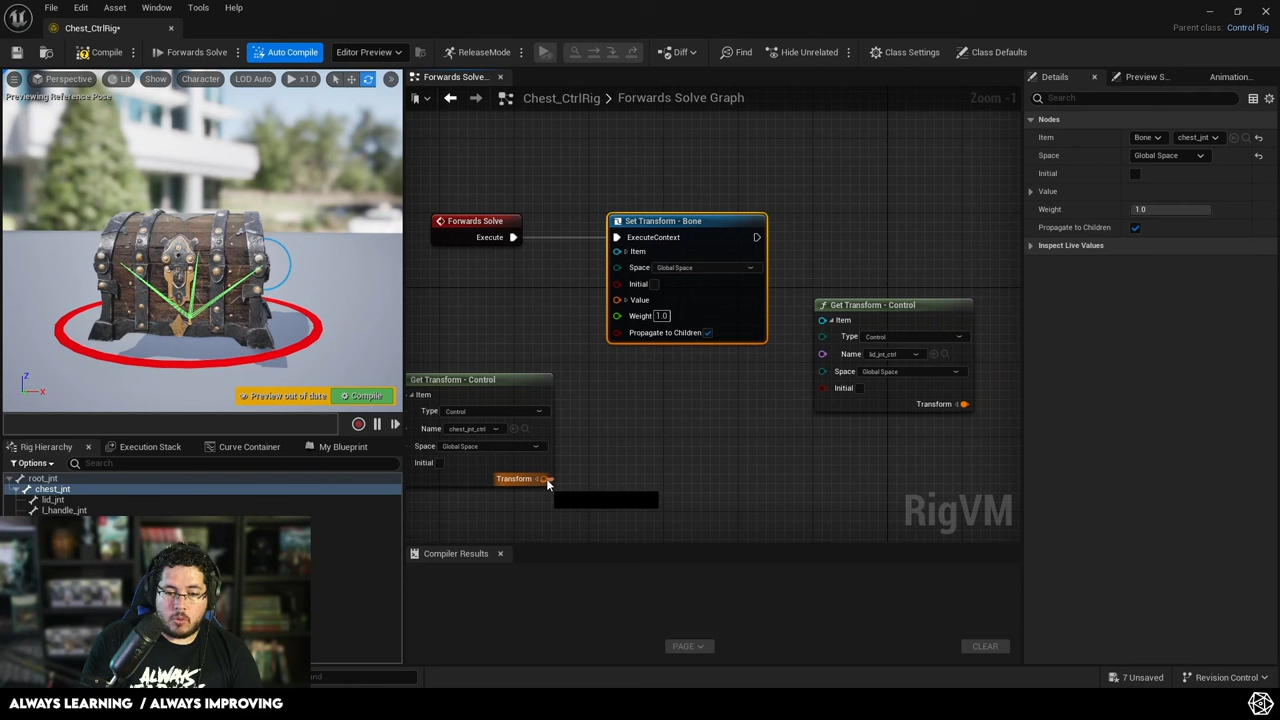 File Edit Asset Window Tools Help
Chest_CtrlRig*
Parent class: Control Rig
Compile
Forwards Solve
Auto Compile
Editor Preview
ReleaseMode
Diff
Find
Hide Unrelated
Class Settings
Class Defaults
Perspective
Lit
Show
Character
LOD Auto
x1.0
Previewing Reference Pose
Forwards Solve...
Chest_CtrlRig > Forwards Solve Graph
Zoom -1
Details
Preview S...
Animation...
Search
Nodes
Item Bone chest_jnt
Space Global Space
Initial
Value
Weight 1.0
Propagate to Children
Inspect Live Values
Forwards Solve
Execute
Set Transform - Bone
ExecuteContext
Item
Space Global Space
Initial
Value
Weight 1.0
Propagate to Children
Get Transform - Control
Item
Type Control
Name lid_jnt_ctrl
Space Global Space
Initial
Transform
Get Transform - Control
Item
Type Control
Name chest_jnt_ctrl
Space Global Space
Initial
Transform
RigVM
Z
X
Preview out of date
Compile
Rig Hierarchy
Execution Stack
Curve Container
My Blueprint
Options
Search
root_jnt
chest_jnt
lid_jnt
l_handle_jnt
Compiler Results
PAGE
CLEAR
7 Unsaved
Revision Control
ALWAYS LEARNING / ALWAYS IMPROVING